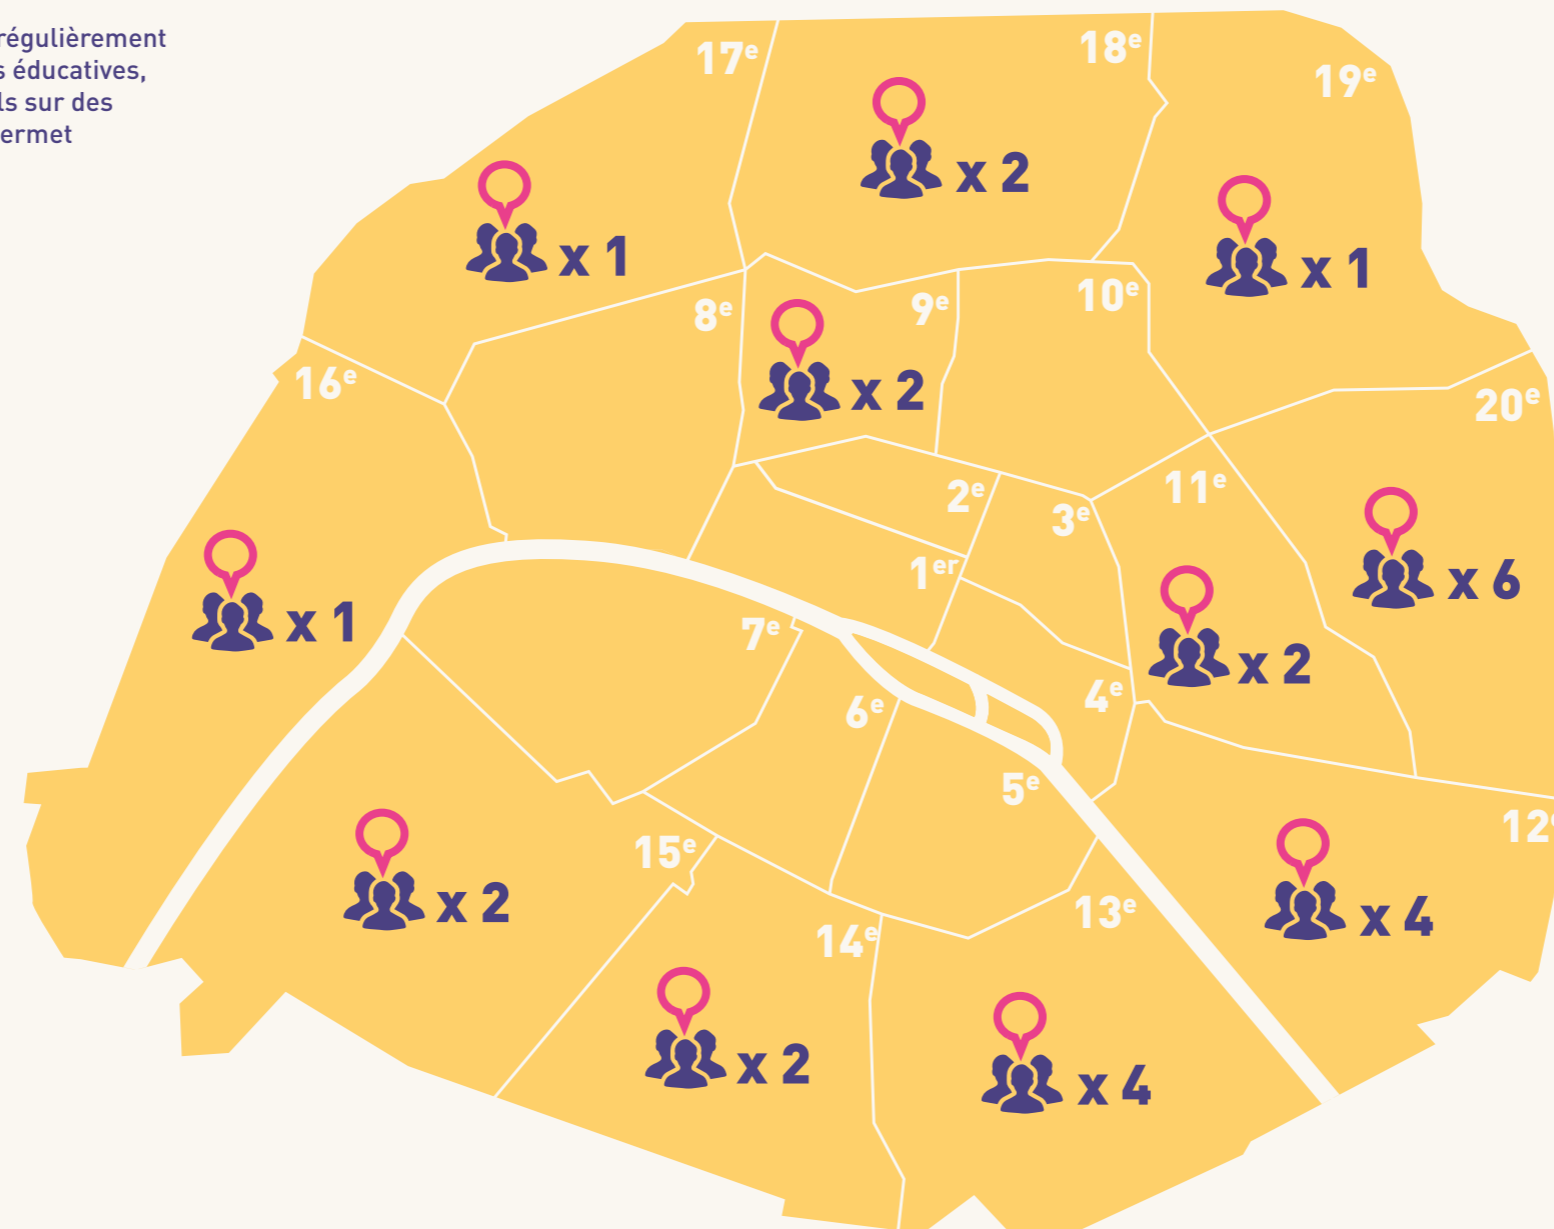 régulièrement
s éducatives,
ls sur des
ermet
17e
18e
19e
x 2
x 1
x 1
8e
9e
10e
16e
x 2
20e
2e
3e
11e
1er
x 6
x 1
7e
x 2
6e
4e
5e
15e
12e
x 2
14e
13e
x 4
x 2
x 4